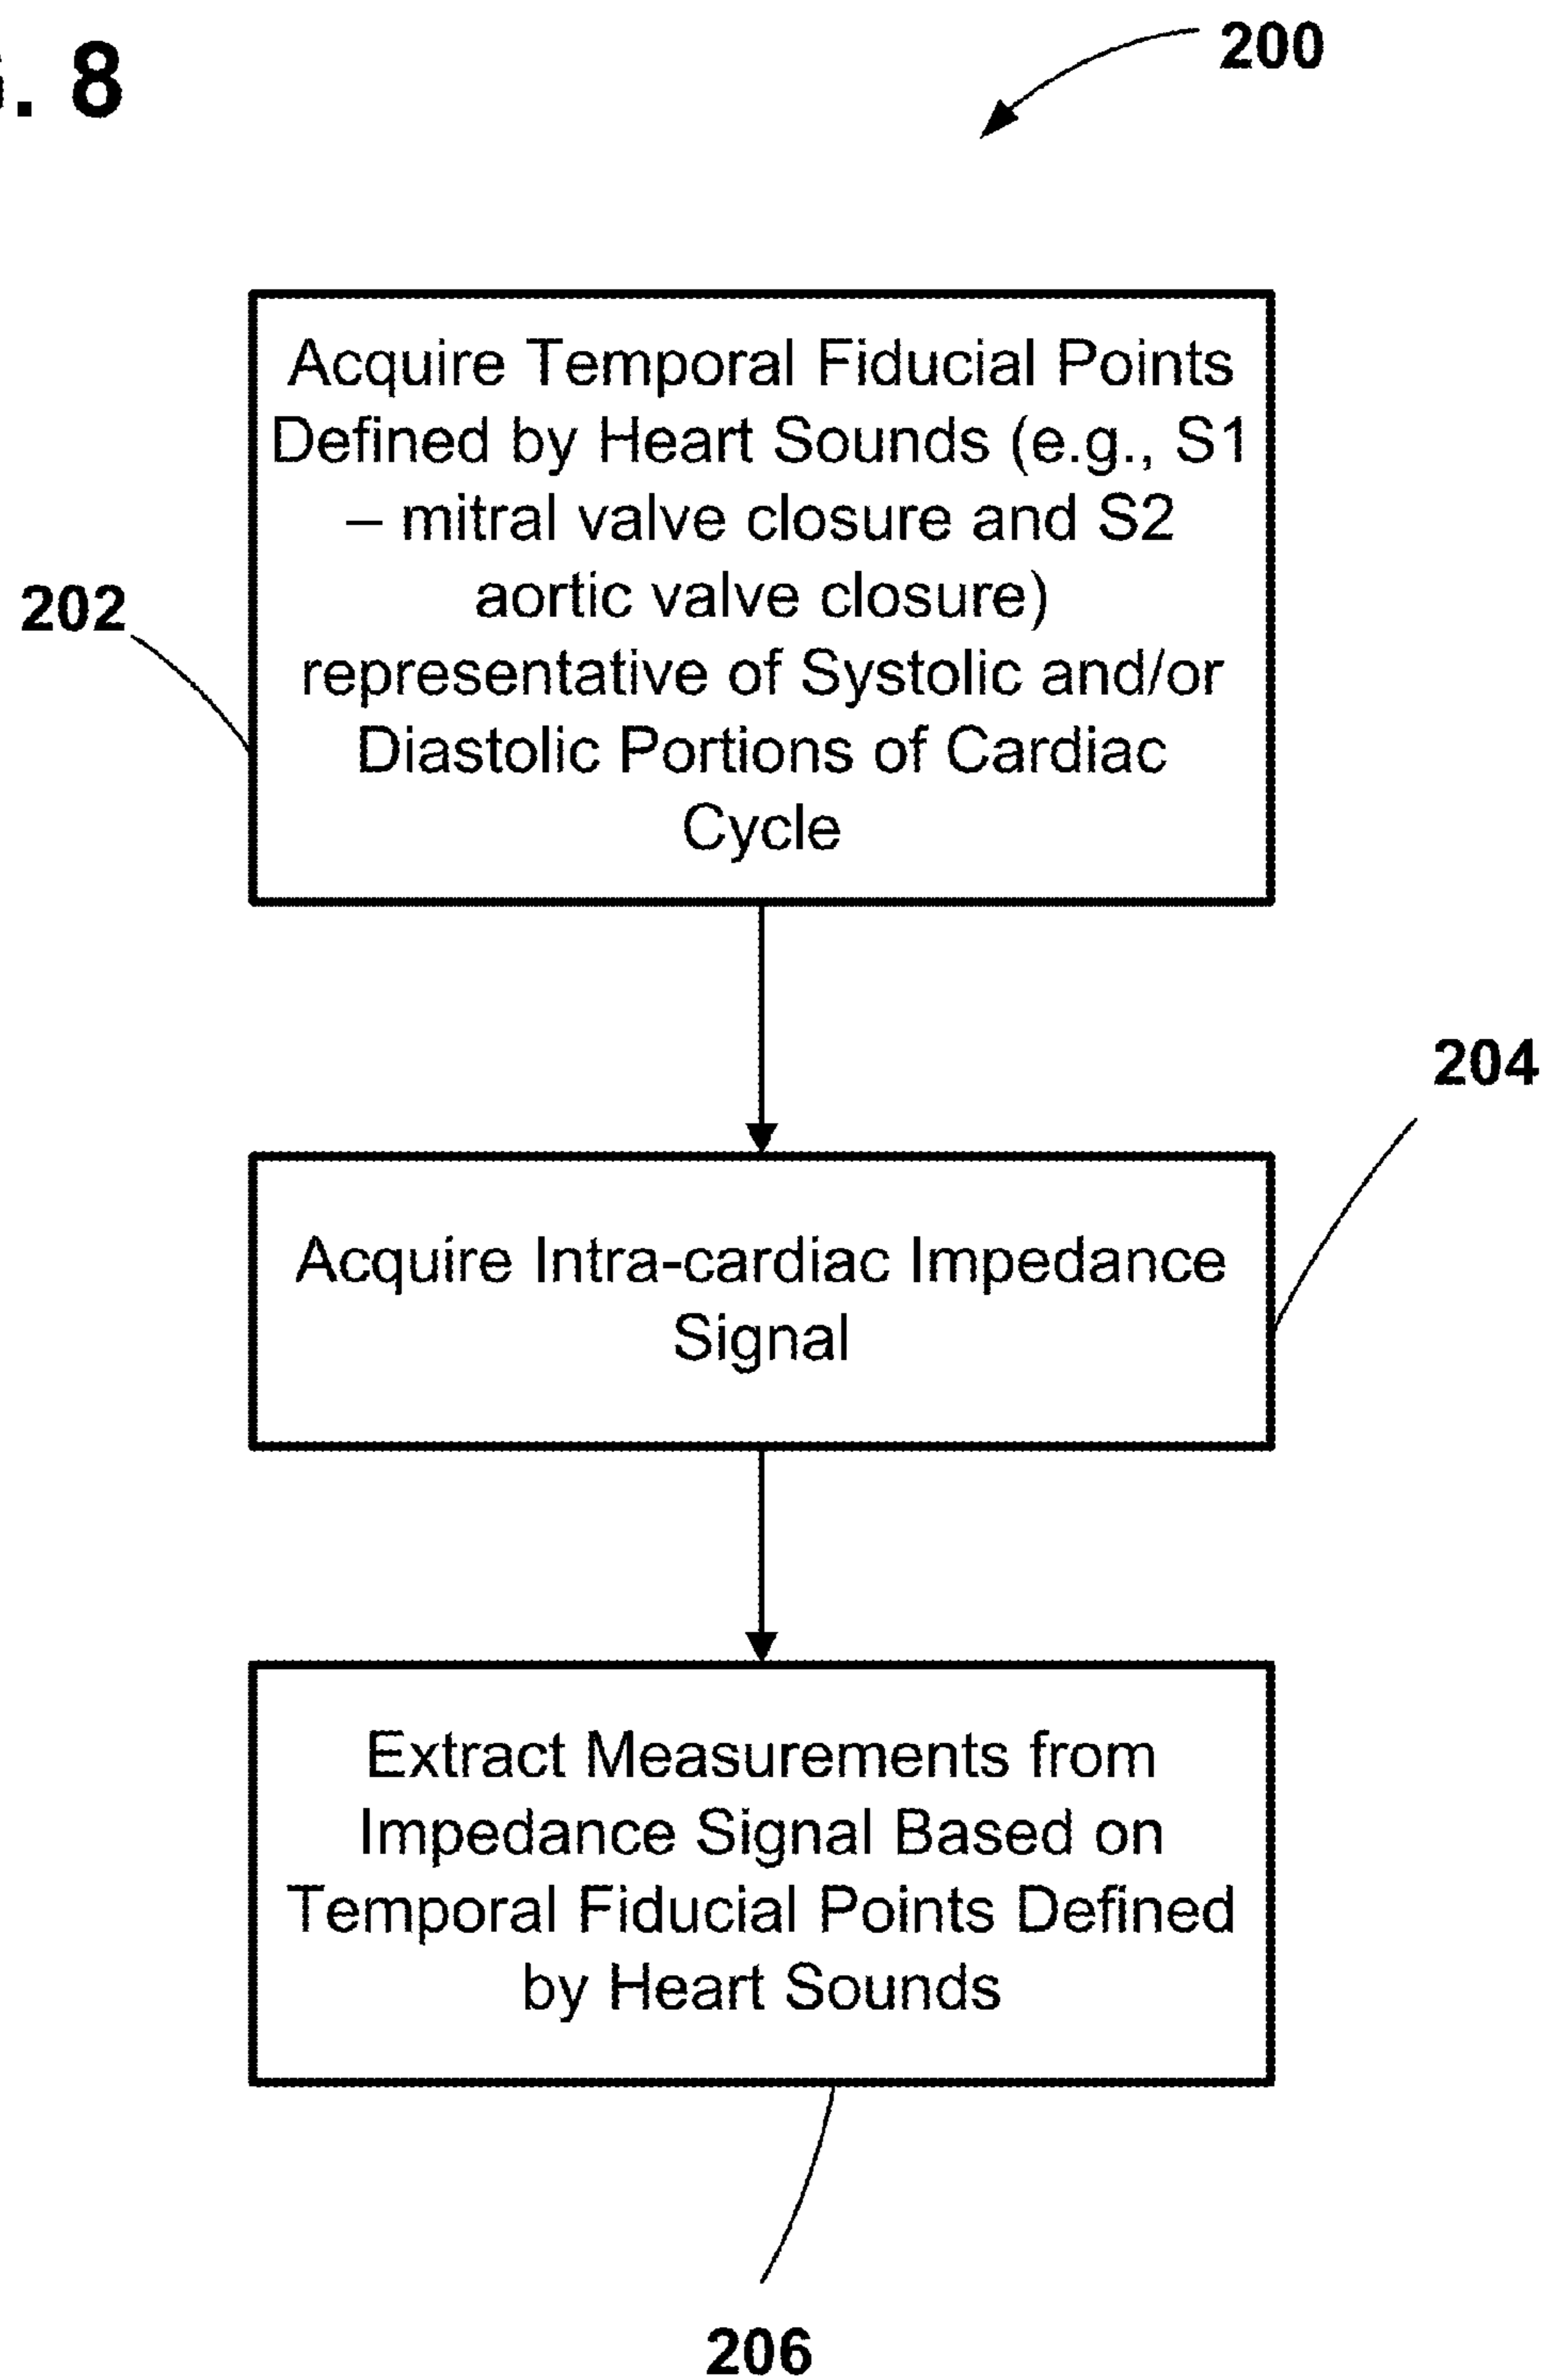 . 8
200
Acquire Temporal Fiducial Points
Defined by Heart Sounds (e.g., S1
– mitral valve closure and S2
aortic valve closure)
representative of Systolic and/or
Diastolic Portions of Cardiac
Cycle
202
204
Acquire Intra-cardiac Impedance
Signal
Extract Measurements from
Impedance Signal Based on
Temporal Fiducial Points Defined
by Heart Sounds
206